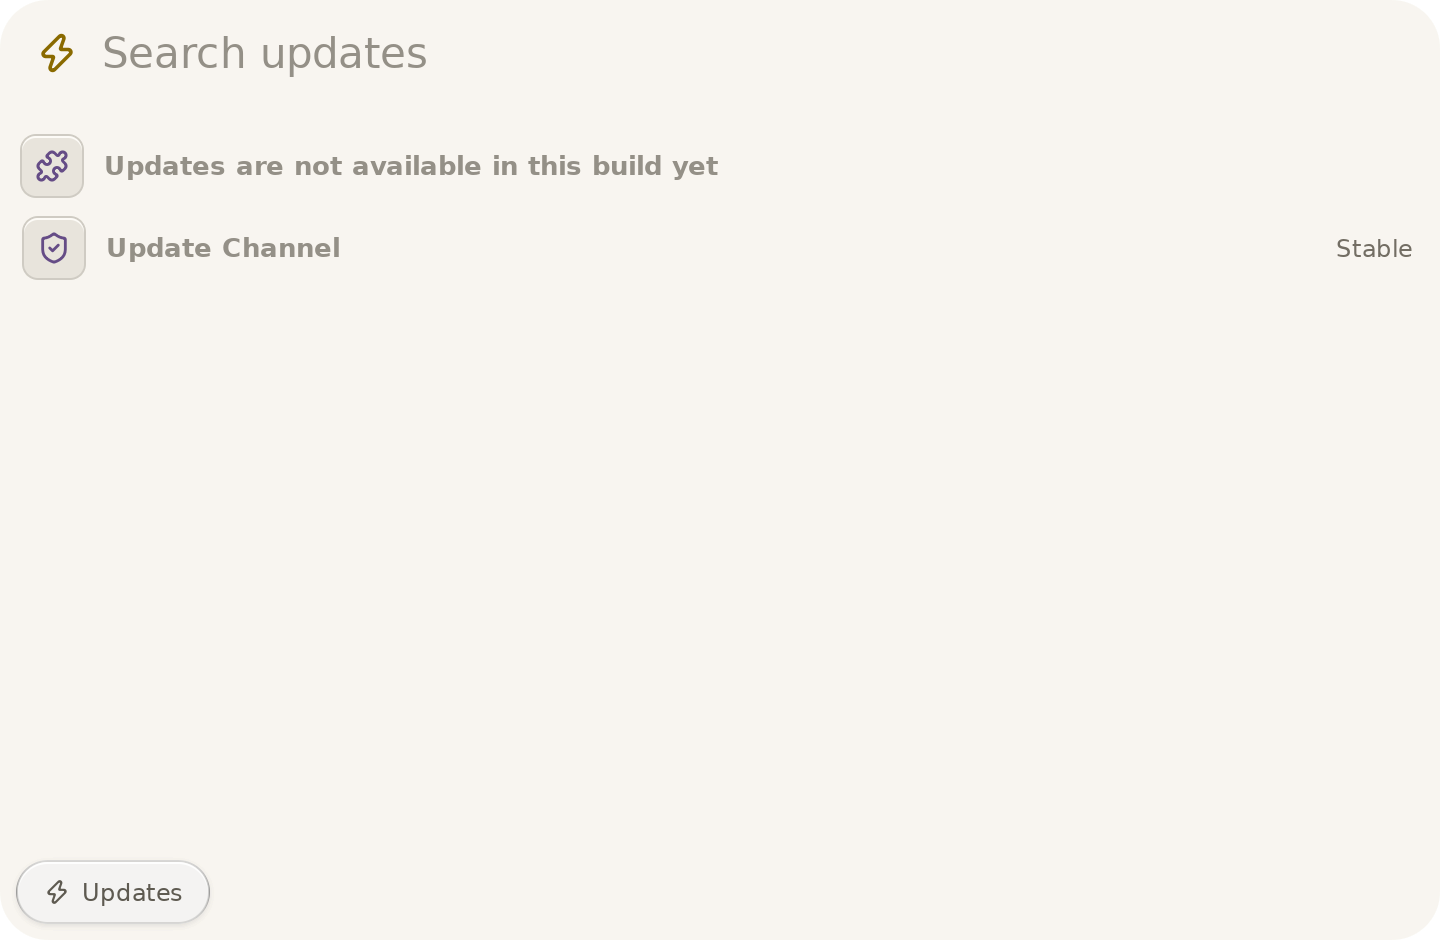 Search updates
Updates are not available in this build yet
Update Channel
Stable
Updates